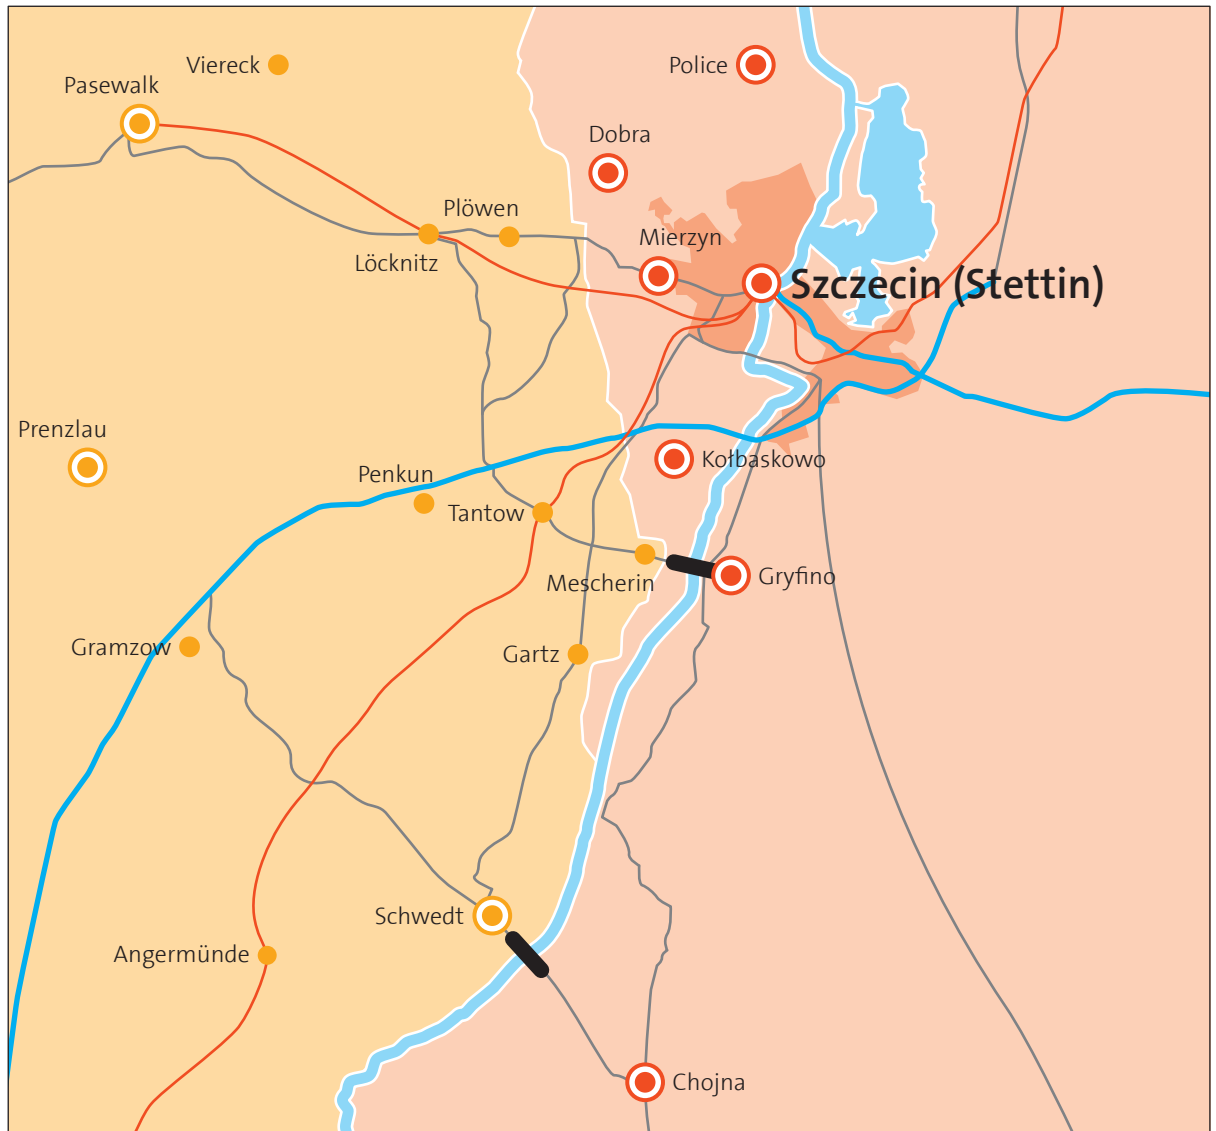 Viereck
Police
Pasewalk
Dobra
Plöwen
Mierzyn
Löcknitz
Szczecin (Stettin)
Prenzlau
Kołbaskowo
Penkun
Tantow
Mescherin
Gryfino
Gramzow
Gartz
Schwedt
Angermünde
Chojna